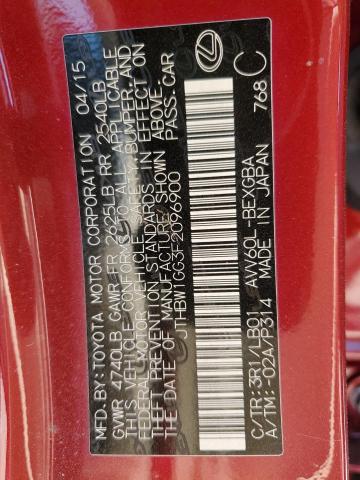 MFD.BY:TOYOTA MOTOR CORPORATION 04/15
GVWR 4740LB GAWR FR 2625LB RR 2540LB
THIS VEHICLE CONFORMS TO ALL APPLICABLE
FEDERAL MOTOR VEHICLE SAFETY,BUMPER,AND
THEFT PREVENTION STANDARDS IN EFFECT ON
THE DATE OF MANUFACTURE SHOWN ABOVE.
JTHBW1GG3F2096900 PASS.CAR
C/TR:3R1/LB01 AVV60L-BEXGBA
A/TM:-02A/P314 MADE IN JAPAN 768 C